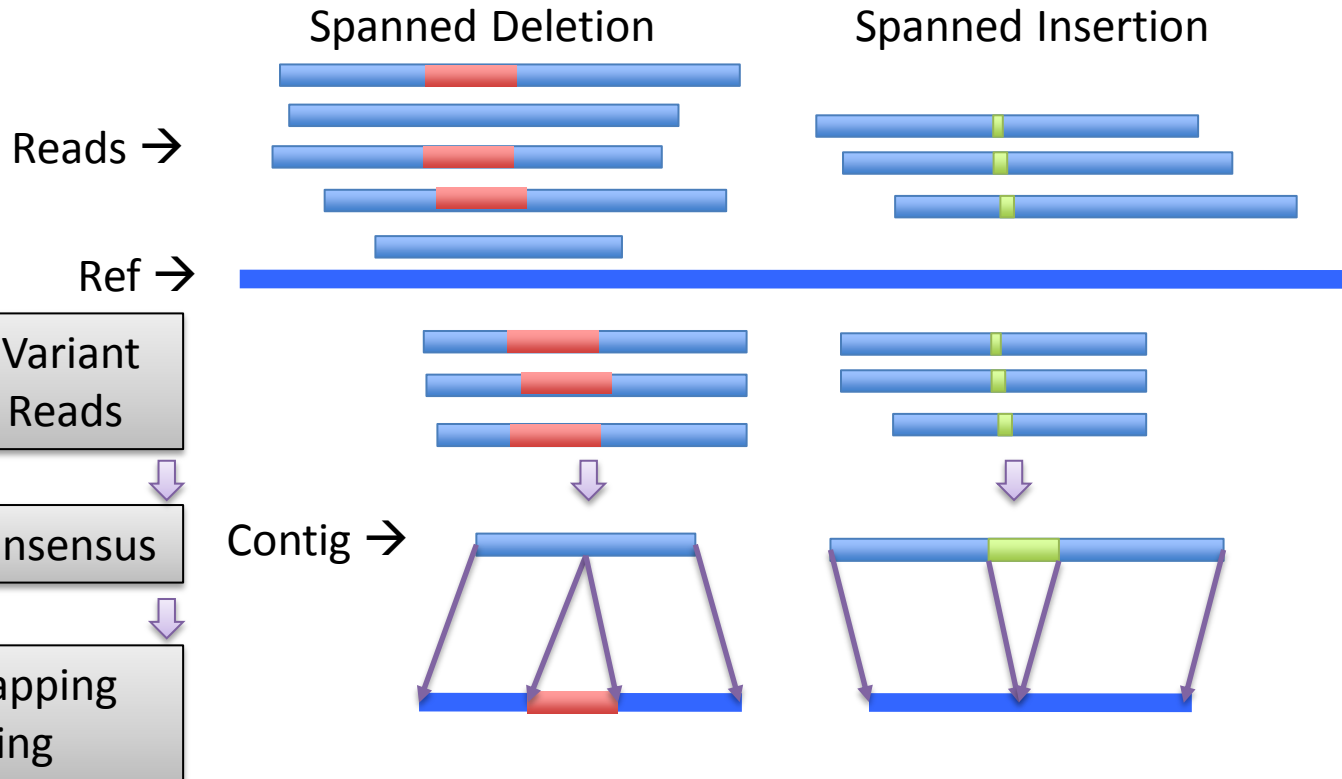 Spanned Deletion
Spanned Insertion
Reads →
Ref →
Variant
Reads
Contig →